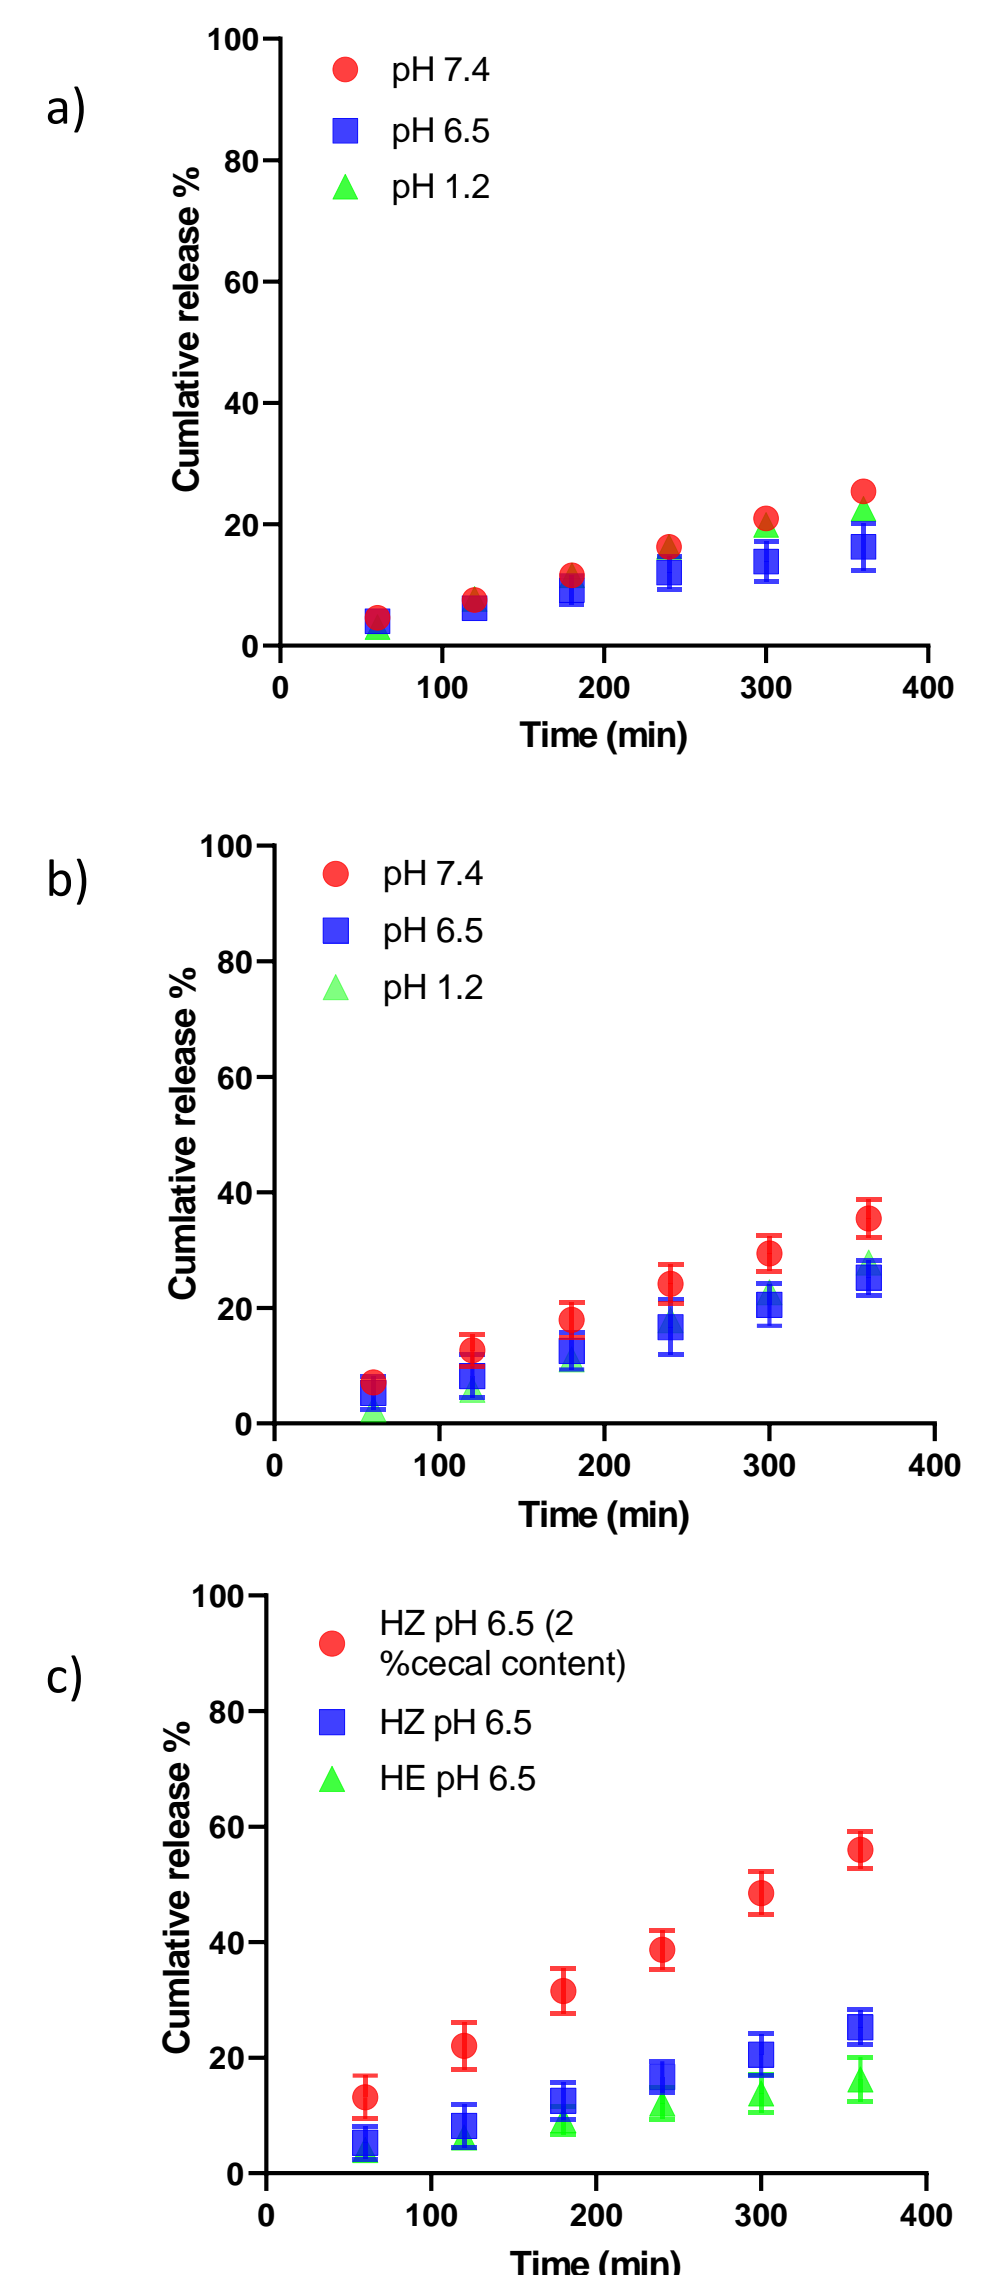 a)
pH 7.4
pH 6.5
pH 1.2
Cumlative release %
100
80
60
40
20
0
0 100 200 300 400
Time (min)
b)
pH 7.4
pH 6.5
pH 1.2
Cumlative release %
100
80
60
40
20
0
0 100 200 300 400
Time (min)
c)
HZ pH 6.5 (2
%cecal content)
HZ pH 6.5
HE pH 6.5
Cumlative release %
100
80
60
40
20
0
0 100 200 300 400
Time (min)